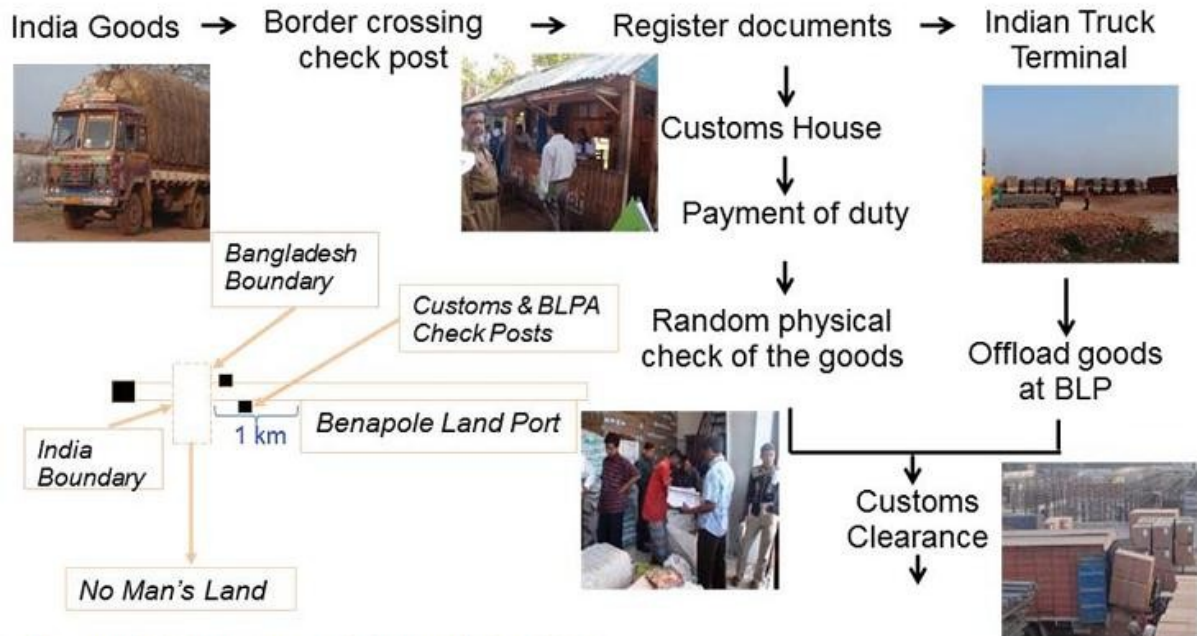 India Goods
Border crossing
check post
Register documents
Indian Truck
Terminal
Customs House
Payment of duty
Random physical
check of the goods
Offload goods
at BLP
Customs
Clearance
Bangladesh
Boundary
Customs & BLPA
Check Posts
1 km
Benapole Land Port
India
Boundary
No Man's Land